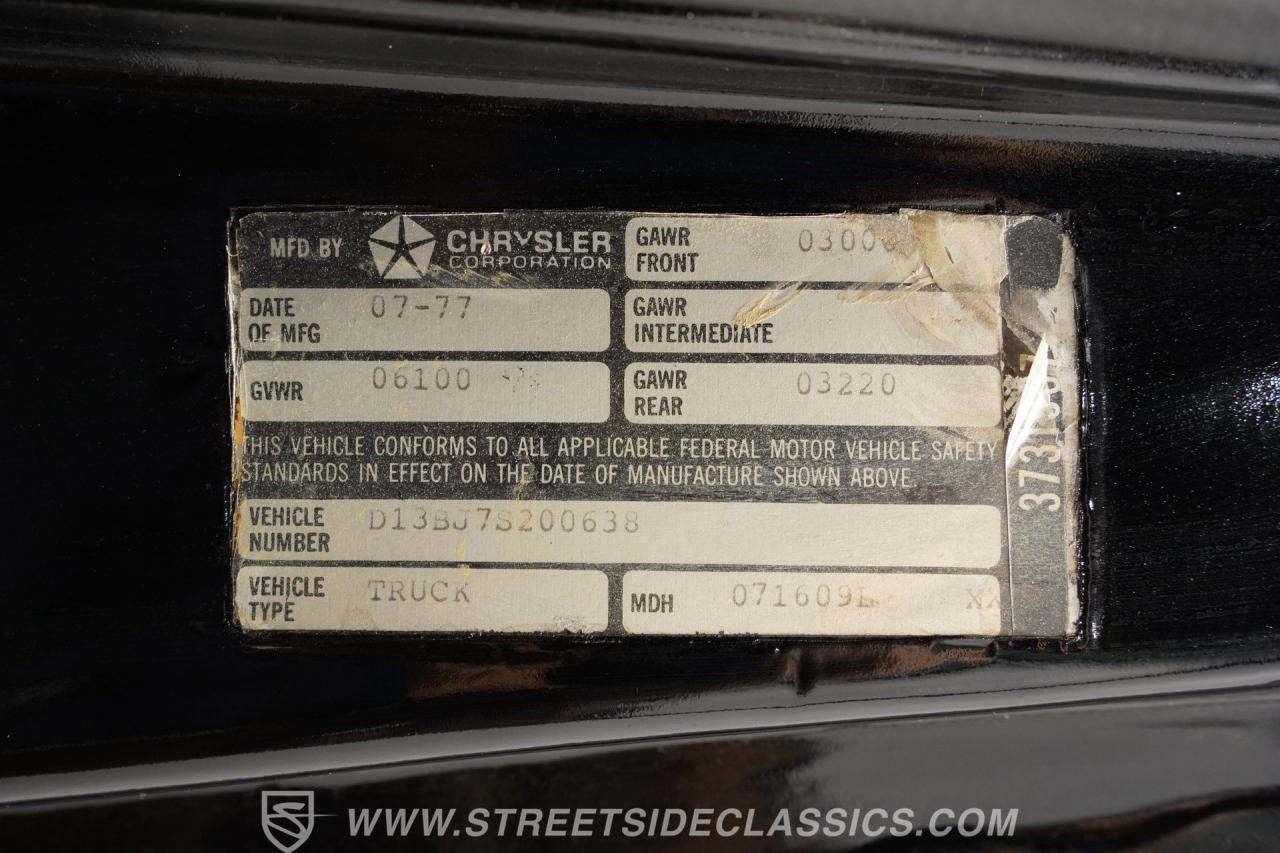 MFD BY CHRYSLER CORPORATION
GAWR FRONT
DATE OF MFG 07-77
GAWR INTERMEDIATE
GVWR 06100
GAWR REAR 03220
THIS VEHICLE CONFORMS TO ALL APPLICABLE FEDERAL MOTOR VEHICLE SAFETY
STANDARDS IN EFFECT ON THE DATE OF MANUFACTURE SHOWN ABOVE.
VEHICLE NUMBER D13BJ7S200638
VEHICLE TYPE TRUCK
MDH 071609L XX
WWW.STREETSIDECLASSICS.COM